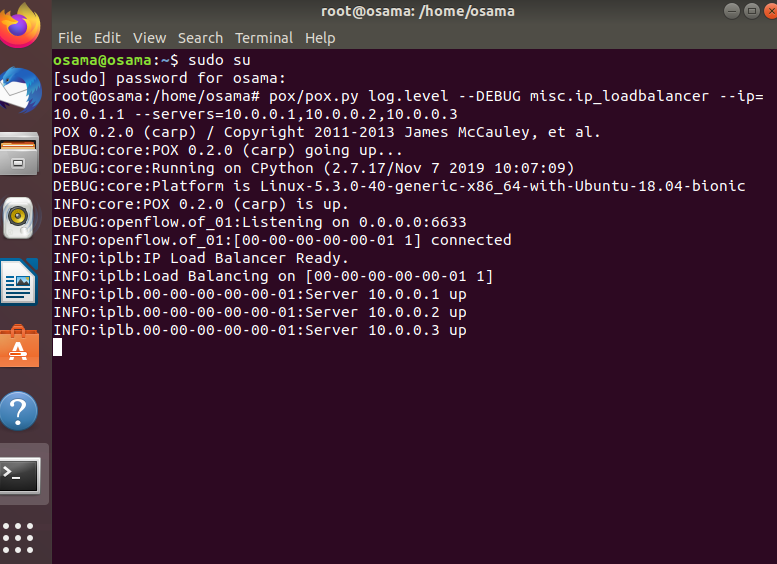 root@osama: /home/osama
File Edit View Search Terminal Help
osama@osama:~$ sudo su
[sudo] password for osama:
root@osama:/home/osama# pox/pox.py log.level --DEBUG misc.ip_loadbalancer --ip=
10.0.1.1 --servers=10.0.0.1,10.0.0.2,10.0.0.3
POX 0.2.0 (carp) / Copyright 2011-2013 James McCauley, et al.
DEBUG:core:POX 0.2.0 (carp) going up...
DEBUG:core:Running on CPython (2.7.17/Nov 7 2019 10:07:09)
DEBUG:core:Platform is Linux-5.3.0-40-generic-x86_64-with-Ubuntu-18.04-bionic
INFO:core:POX 0.2.0 (carp) is up.
DEBUG:openflow.of_01:Listening on 0.0.0.0:6633
INFO:openflow.of_01:[00-00-00-00-00-01 1] connected
INFO:iplb:IP Load Balancer Ready.
INFO:iplb:Load Balancing on [00-00-00-00-00-01 1]
INFO:iplb.00-00-00-00-00-01:Server 10.0.0.1 up
INFO:iplb.00-00-00-00-00-01:Server 10.0.0.2 up
INFO:iplb.00-00-00-00-00-01:Server 10.0.0.3 up